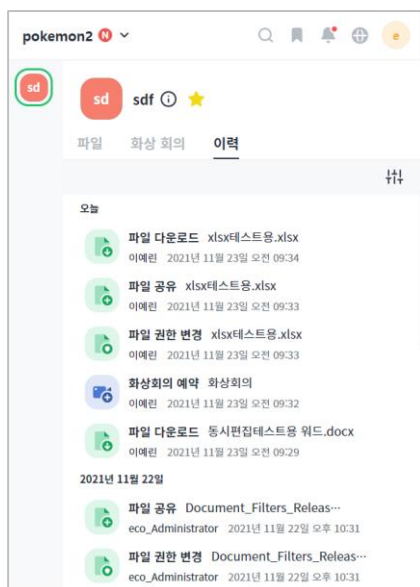 pokemon2 N
e
sd
sd sdf
파일 화상 회의 이력
오늘
파일 다운로드 xlsx테스트용.xlsx
이예린 2021년 11월 23일 오전 09:34
파일 공유 xlsx테스트용.xlsx
이예린 2021년 11월 23일 오전 09:33
파일 권한 변경 xlsx테스트용.xlsx
이예린 2021년 11월 23일 오전 09:33
화상회의 예약 화상회의
이예린 2021년 11월 23일 오전 09:32
파일 다운로드 동시편집테스트용 워드.docx
이예린 2021년 11월 23일 오전 09:29
2021년 11월 22일
파일 공유 Document_Filters_Releas···
eco_Administrator 2021년 11월 22일 오후 10:31
파일 권한 변경 Document_Filters_Releas···
eco_Administrator 2021년 11월 22일 오후 10:31